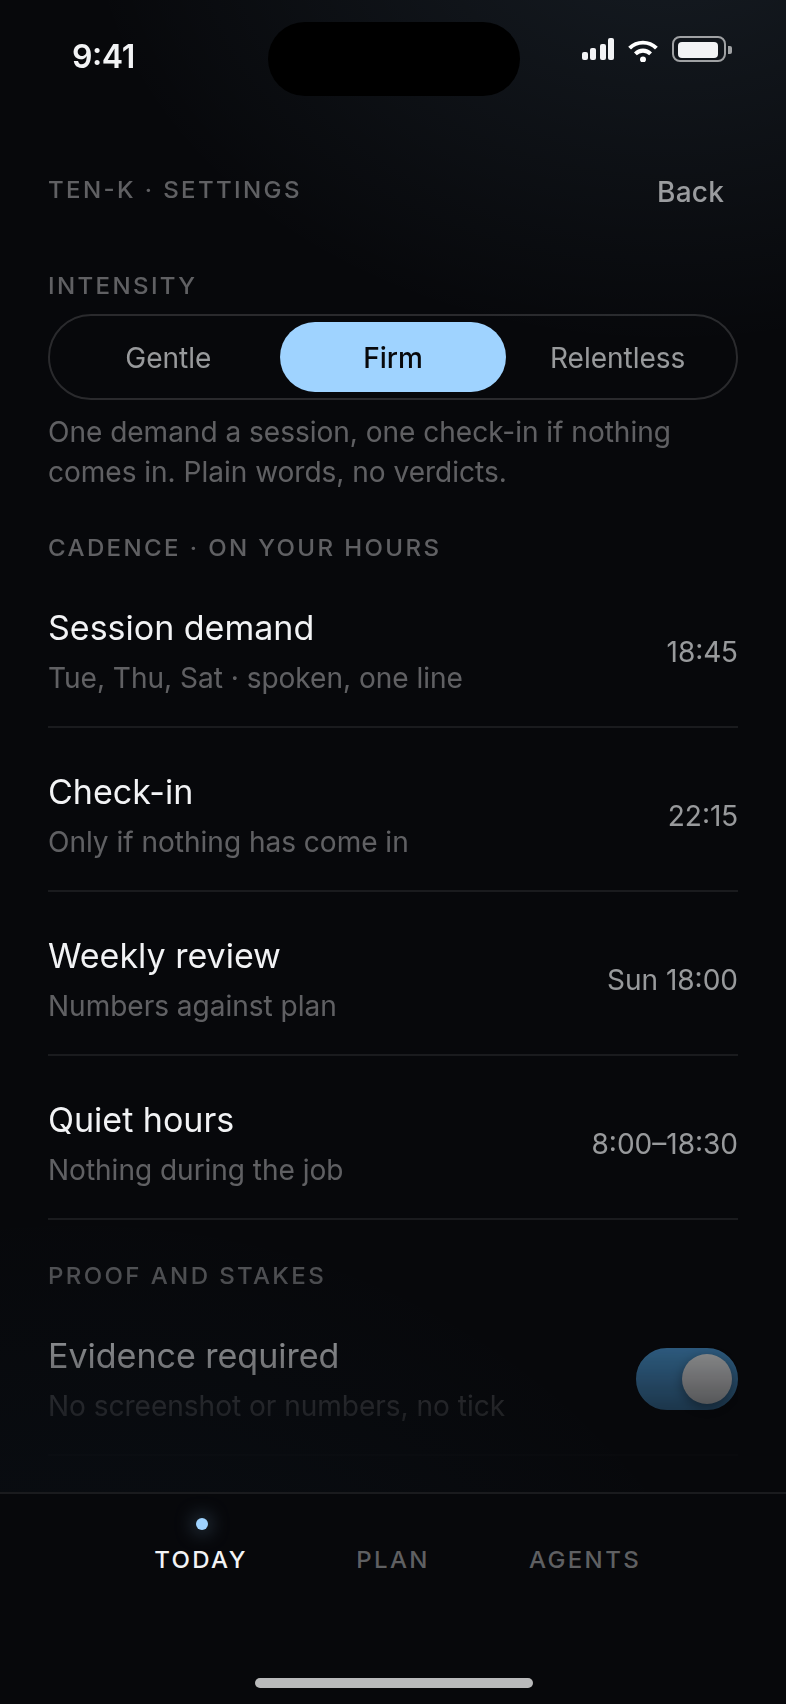 9:41
TEN-K · SETTINGS
Back
INTENSITY
Gentle
Firm
Relentless
One demand a session, one check-in if nothing
comes in. Plain words, no verdicts.
CADENCE · ON YOUR HOURS
Session demand
18:45
Tue, Thu, Sat · spoken, one line
Check-in
22:15
Only if nothing has come in
Weekly review
Sun 18:00
Numbers against plan
Quiet hours
8:00–18:30
Nothing during the job
PROOF AND STAKES
Evidence required
No screenshot or numbers, no tick
TODAY
PLAN
AGENTS